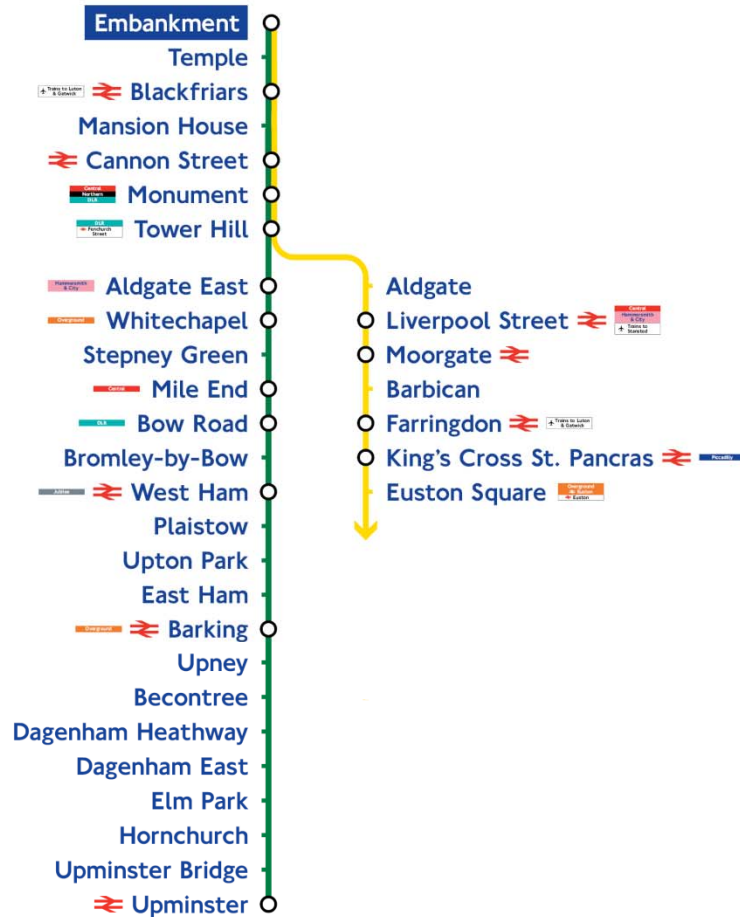 Embankment
Temple
Trains to Luton
& Gatwick
Blackfriars
Mansion House
Cannon Street
Central
Northern
DLR
Monument
DLR
Fenchurch
Street
Tower Hill
Hammersmith
& City
Aldgate East
Overground
Whitechapel
Stepney Green
Central
Mile End
DLR
Bow Road
Bromley-by-Bow
Jubilee
West Ham
Plaistow
Upton Park
East Ham
Overground
Barking
Upney
Becontree
Dagenham Heathway
Dagenham East
Elm Park
Hornchurch
Upminster Bridge
Upminster
Aldgate
Liverpool Street
Central
Hammersmith
& City
Trains to
Stansted
Moorgate
Barbican
Farringdon
Trains to Luton
& Gatwick
King's Cross St. Pancras
Piccadilly
Euston Square
Overground
Euston